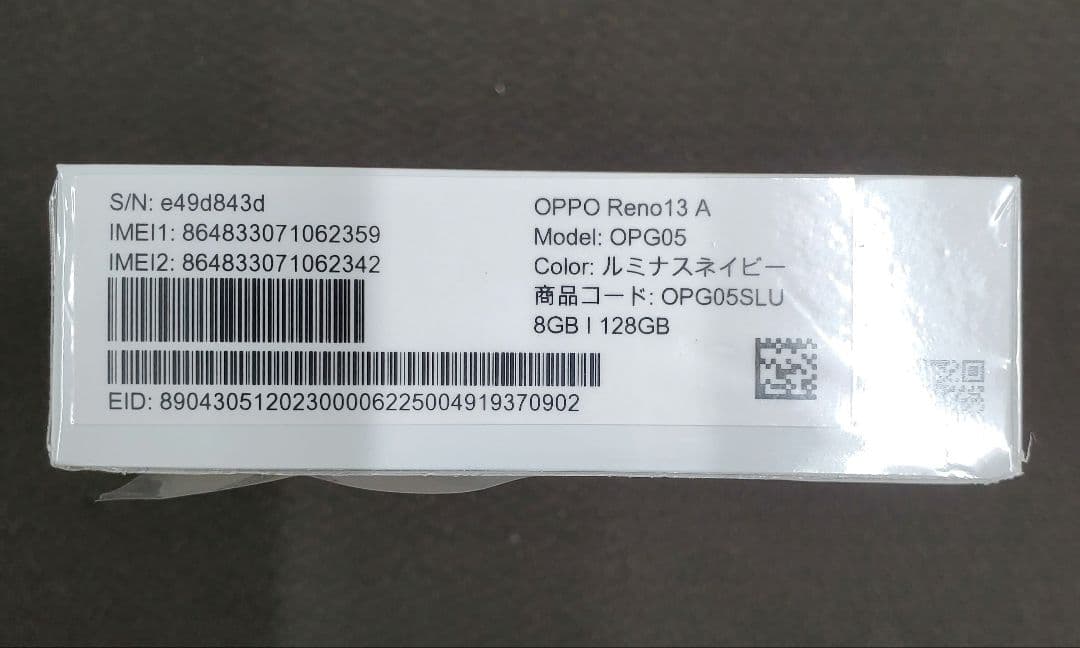 S/N: e49d843d
IMEI1: 864833071062359
IMEI2: 864833071062342
EID: 89043051202300006225004919370902
OPPO Reno13 A
Model: OPG05
Color: ルミナスネイビー
商品コード: OPG05SLU
8GB | 128GB